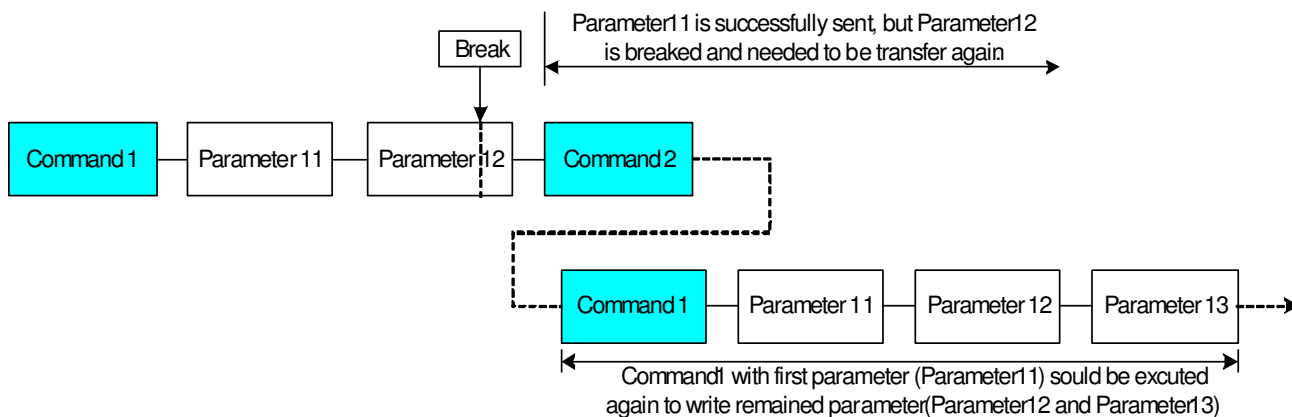 Parameter11 is successfully sent, but Parameter12
is breaked and needed to be transfer again.
Break
Command 1
Parameter 11
Parameter 12
Command 2
Command 1
Parameter 11
Parameter 12
Parameter 13
Command1 with first parameter (Parameter11) sould be excuted
again to write remained parameter(Parameter12 and Parameter13)